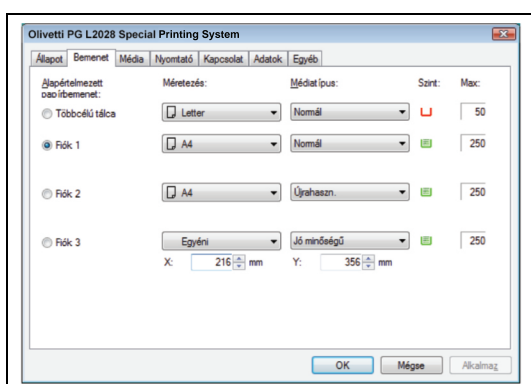 Olivetti PG L2028 Special Printing System
Állapot Bemenet Média Nyomtató Kapcsolat Adatok Egyéb
Alapértelmezett papírbemenet: Méretezés: Médiatípus: Szint: Max:
Többcélú tálca Letter Normál 50
Fiók 1 A4 Normál 250
Fiók 2 A4 Újrahaszn. 250
Fiók 3 Egyéni Jó minőségű 250
X: 216 mm Y: 356 mm
OK Mégse Alkalmaz